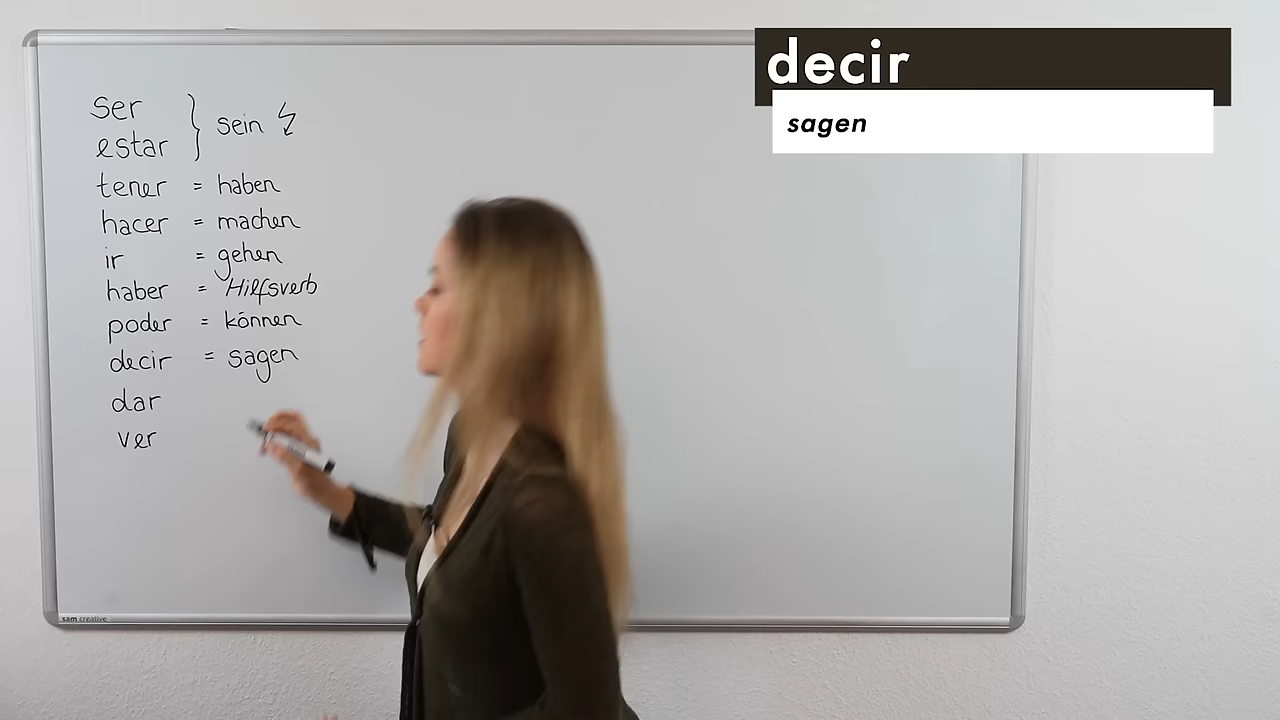 decir
sagen
ser
estar } sein
tener = haben
hacer = machen
ir = gehen
haber = Hilfsverb
poder = können
decir = sagen
dar
ver
sam creative